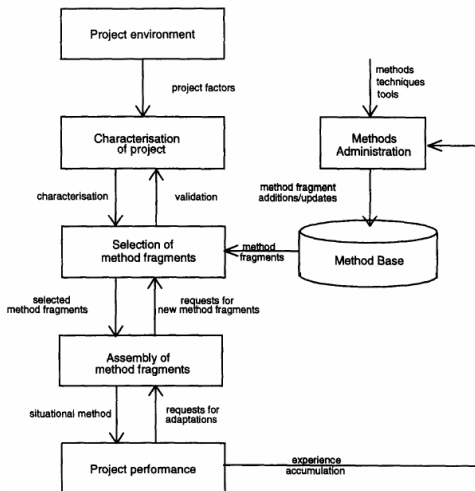 Project environment
project factors
methods
techniques
tools
Characterisation
of project
Methods
Administration
characterisation
validation
method fragment
additions/updates
Selection of
method fragments
method
fragments
Method Base
selected
method fragments
requests for
new method fragments
Assembly of
method fragments
situational method
requests for
adaptations
Project performance
experience
accumulation